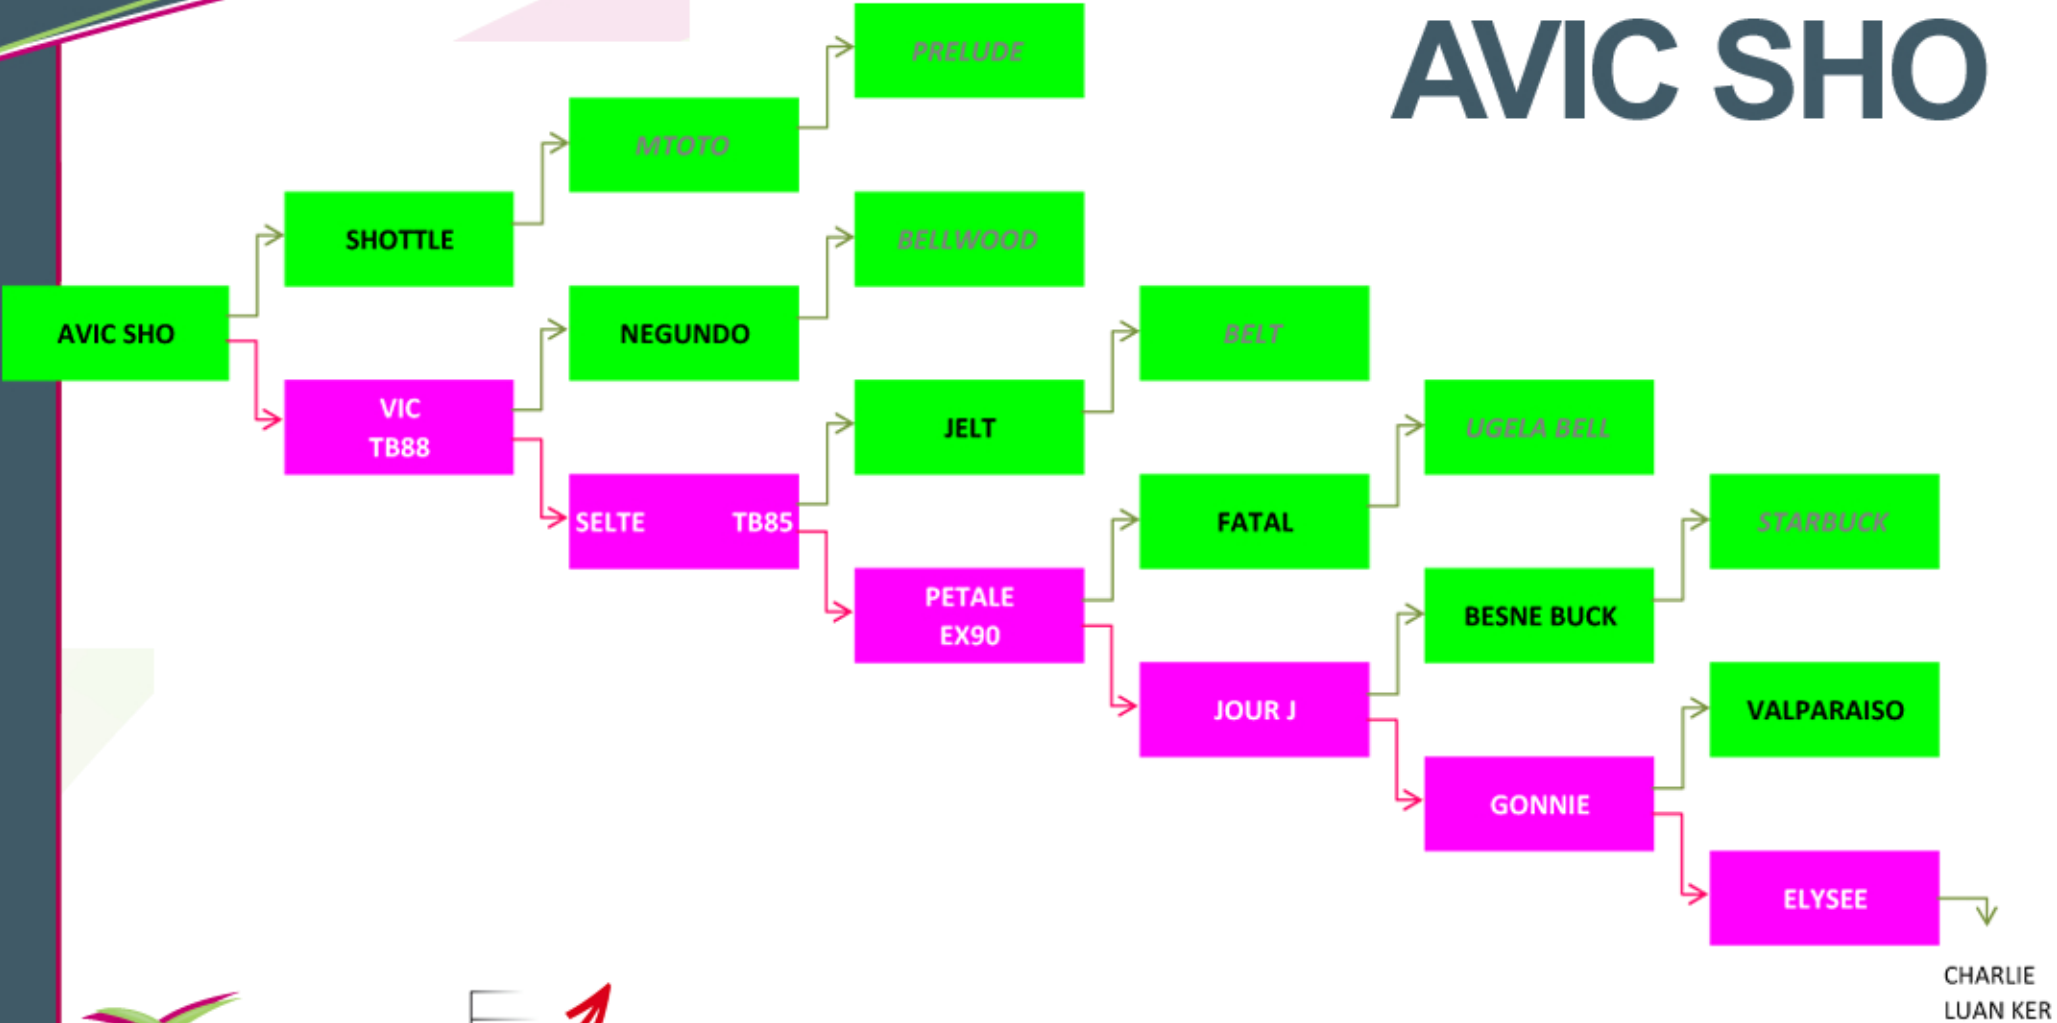 AVIC SHO
PRELUDE
MTOTO
SHOTTLE
BELLWOOD
AVIC SHO
NEGUNDO
BELT
VIC
TB88
JELT
UGELA BELL
SELTE TB85
FATAL
STARBUCK
PETALE
EX90
BESNE BUCK
JOUR J
VALPARAISO
GONNIE
ELYSEE
CHARLIE
LUAN KER